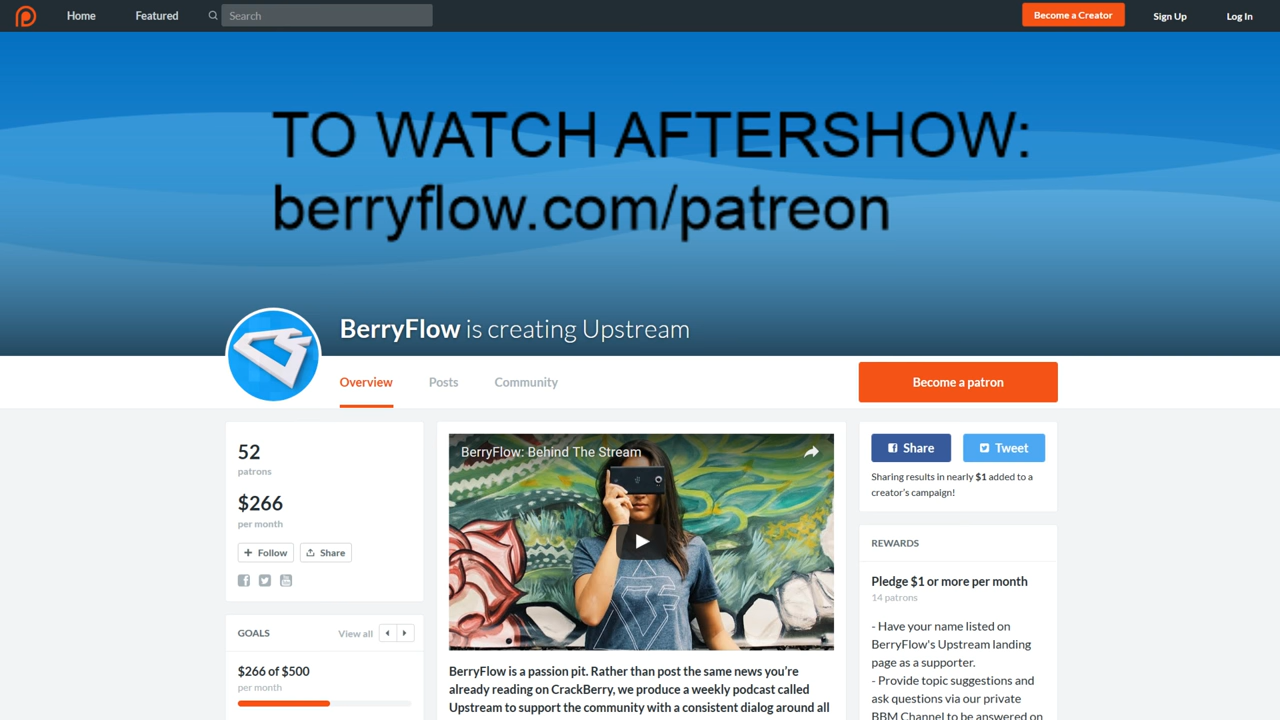 Home
Featured
Search
Become a Creator
Sign Up
Log In
TO WATCH AFTERSHOW:
berryflow.com/patreon
BerryFlow is creating Upstream
Overview
Posts
Community
Become a patron
52
patrons
$266
per month
Follow
Share
GOALS
View all
$266 of $500
per month
BerryFlow: Behind The Stream
BerryFlow is a passion pit. Rather than post the same news you're
already reading on CrackBerry, we produce a weekly podcast called
Upstream to support the community with a consistent dialog around all
Share
Tweet
Sharing results in nearly $1 added to a
creator's campaign!
REWARDS
Pledge $1 or more per month
14 patrons
- Have your name listed on
BerryFlow's Upstream landing
page as a supporter.
- Provide topic suggestions and
ask questions via our private
BBM Channel to be answered on